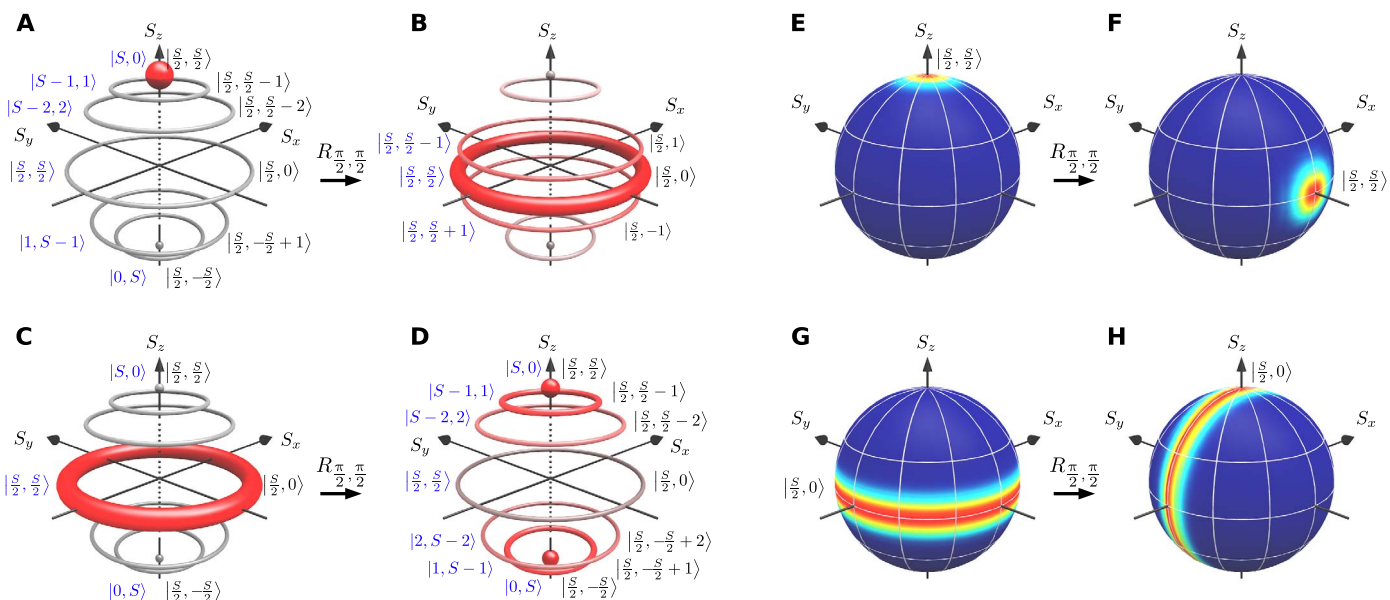 A
S_z
|S,0⟩ |S/2, S/2⟩
|S−1,1⟩ |S/2, S/2−1⟩
|S−2,2⟩ |S/2, S/2−2⟩
S_y S_x
|S/2, S/2⟩ |S/2, 0⟩
|1,S−1⟩ |S/2, −S/2+1⟩
|0,S⟩ |S/2, −S/2⟩
R_{π/2, π/2}
B
S_z
S_y S_x
|S/2, S/2−1⟩ |S/2, 1⟩
|S/2, S/2⟩ |S/2, 0⟩
|S/2, S/2+1⟩ |S/2, −1⟩
E
S_z
|S/2, S/2⟩
S_y S_x
R_{π/2, π/2}
F
S_z
S_y S_x
|S/2, S/2⟩
C
S_z
|S,0⟩ |S/2, S/2⟩
S_y S_x
|S/2, S/2⟩ |S/2, 0⟩
|0,S⟩ |S/2, −S/2⟩
R_{π/2, π/2}
D
S_z
|S,0⟩ |S/2, S/2⟩
|S−1,1⟩ |S/2, S/2−1⟩
|S−2,2⟩ |S/2, S/2−2⟩
S_y S_x
|S/2, S/2⟩ |S/2, 0⟩
|2,S−2⟩ |S/2, −S/2+2⟩
|1,S−1⟩ |S/2, −S/2+1⟩
|0,S⟩ |S/2, −S/2⟩
G
S_z
S_y S_x
|S/2, 0⟩
R_{π/2, π/2}
H
S_z
|S/2, 0⟩
S_y S_x